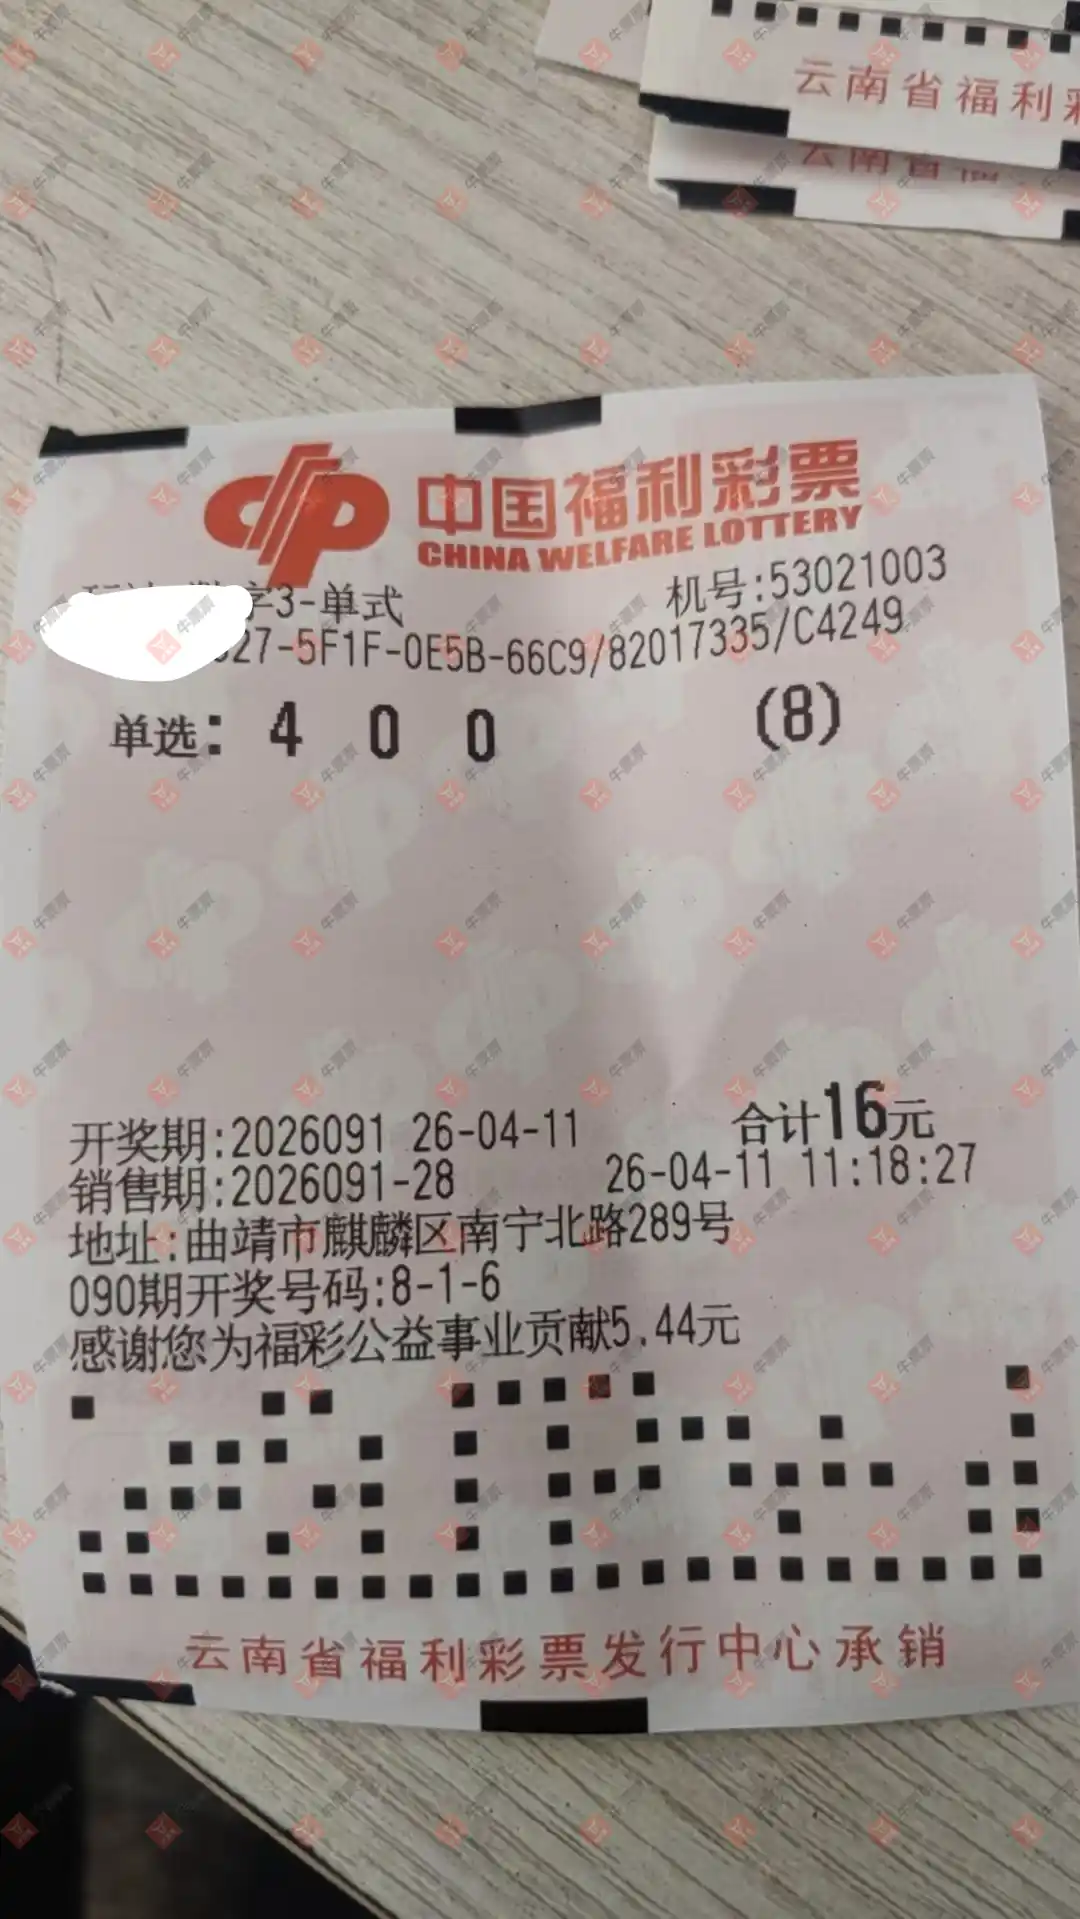 云南省福利彩
中国福利彩票
CHINA WELFARE LOTTERY
字3-单式 机号:53021003
27-5F1F-0E5B-66C9/82017335/C4249
单选: 4 0 0 (8)
开奖期:2026091 26-04-11 合计16元
销售期:2026091-28 26-04-11 11:18:27
地址:曲靖市麒麟区南宁北路289号
090期开奖号码:8-1-6
感谢您为福彩公益事业贡献5.44元
云南省福利彩票发行中心承销
牛票票